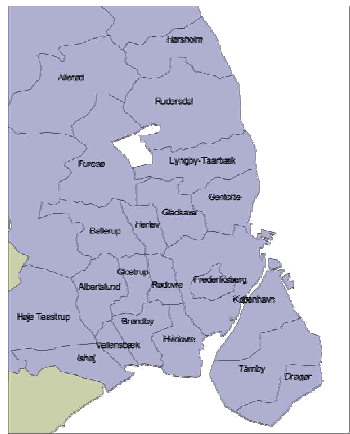 Hørsholm
Allerød
Rudersdal
Furesø
Lyngby-Taarbæk
Gentofte
Gladsaxe
Herlev
Ballerup
Glostrup
Frederiksberg
Albertslund
Rødovre
København
Høje Taastrup
Brøndby
Hvidovre
Vallensbæk
Ishøj
Tårnby
Dragør